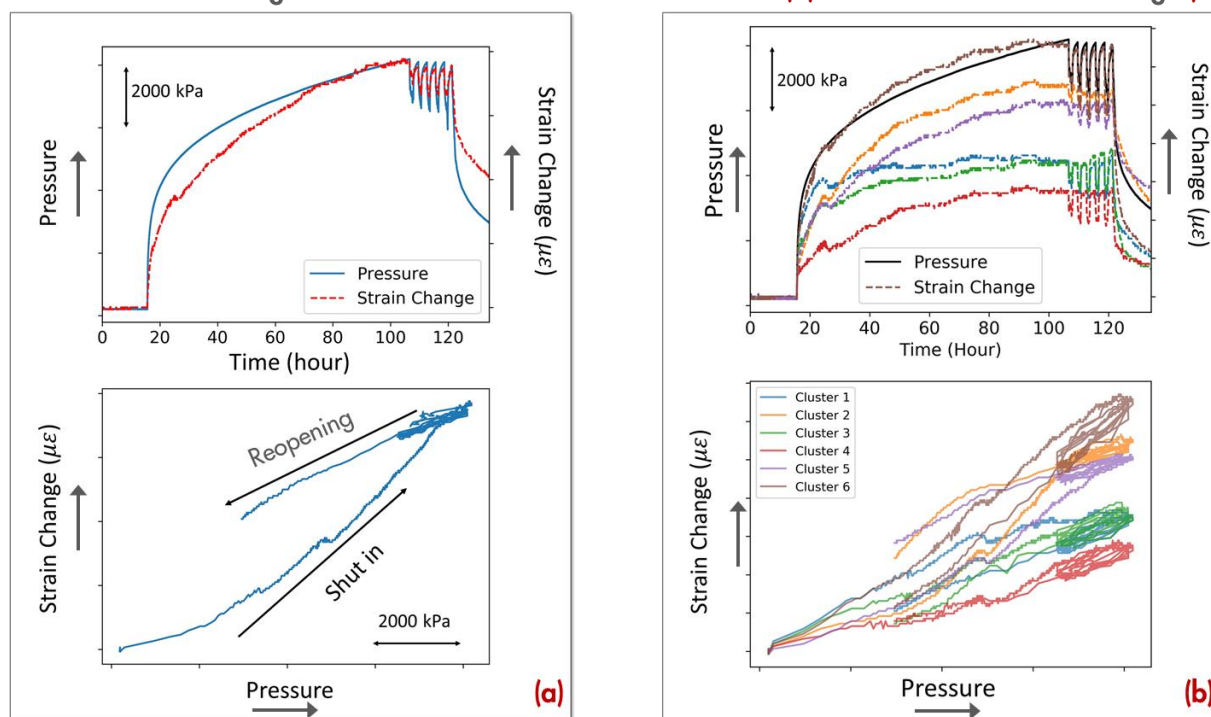 2000 kPa
Pressure
Strain Change (με)
Pressure
Strain Change
0 20 40 60 80 100 120
Time (hour)
Strain Change (με)
Reopening
Shut in
2000 kPa
Pressure
(a)
2000 kPa
Pressure
Strain Change (με)
Pressure
Strain Change
0 20 40 60 80 100 120
Time (Hour)
Strain Change (με)
Cluster 1
Cluster 2
Cluster 3
Cluster 4
Cluster 5
Cluster 6
Pressure
(b)